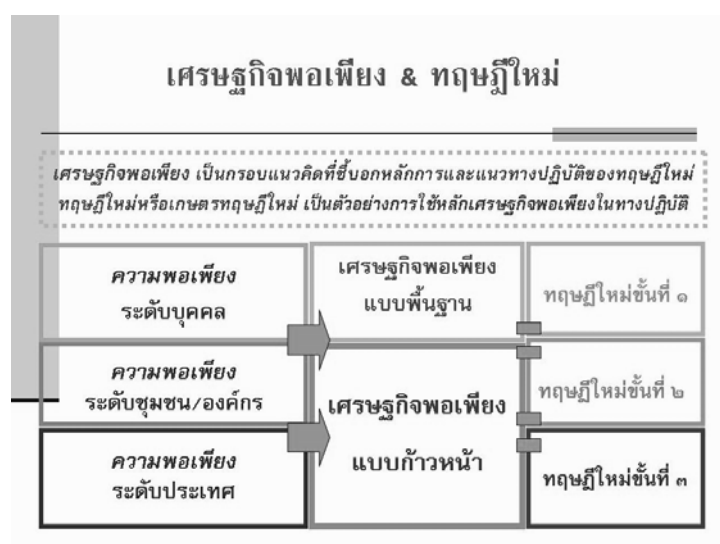 เศรษฐกิจพอเพียง & ทฤษฎีใหม่
เศรษฐกิจพอเพียง เป็นกรอบแนวคิดที่ชี้บอกหลักการและแนวทางปฏิบัติของทฤษฎีใหม่
ทฤษฎีใหม่หรือเกษตรทฤษฎีใหม่ เป็นตัวอย่างการใช้หลักเศรษฐกิจพอเพียงในทางปฏิบัติ
ความพอเพียง
ระดับบุคคล
เศรษฐกิจพอเพียง
แบบพื้นฐาน
ทฤษฎีใหม่ขั้นที่ ๑
ความพอเพียง
ระดับชุมชน/องค์กร
เศรษฐกิจพอเพียง
แบบก้าวหน้า
ทฤษฎีใหม่ขั้นที่ ๒
ความพอเพียง
ระดับประเทศ
ทฤษฎีใหม่ขั้นที่ ๓